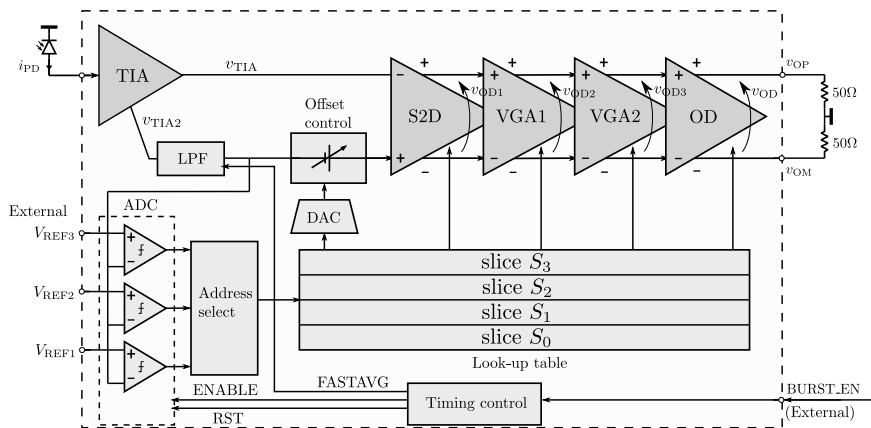 i_PD
TIA
v_TIA
v_TIA2
LPF
Offset
control
DAC
− + S2D + −
v_OD1
+ + VGA1 − −
v_OD2
+ + VGA2 − −
v_OD3
+ + OD − −
v_OD
v_OP
50Ω
50Ω
v_OM
External
ADC
V_REF3
+
−
V_REF2
+
−
V_REF1
+
−
Address
select
slice S_3
slice S_2
slice S_1
slice S_0
Look-up table
FASTAVG
ENABLE
RST
Timing control
BURST_EN
(External)